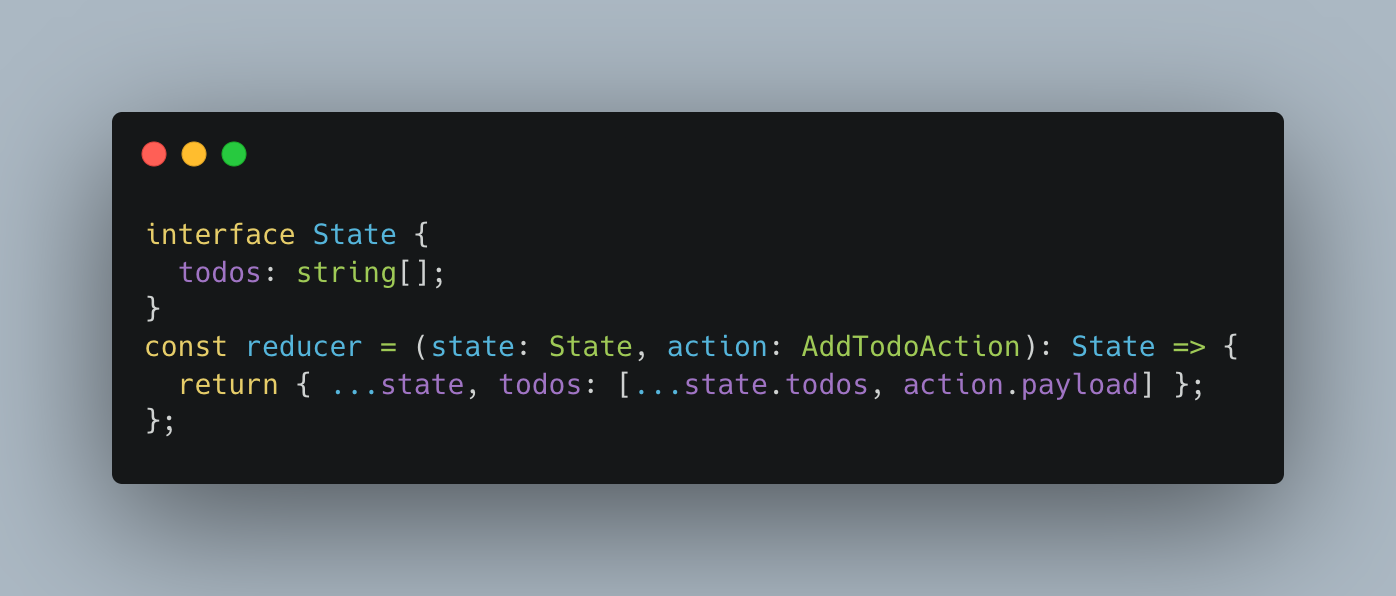 interface State {
  todos: string[];
}
const reducer = (state: State, action: AddTodoAction): State => {
  return { ...state, todos: [...state.todos, action.payload] };
};